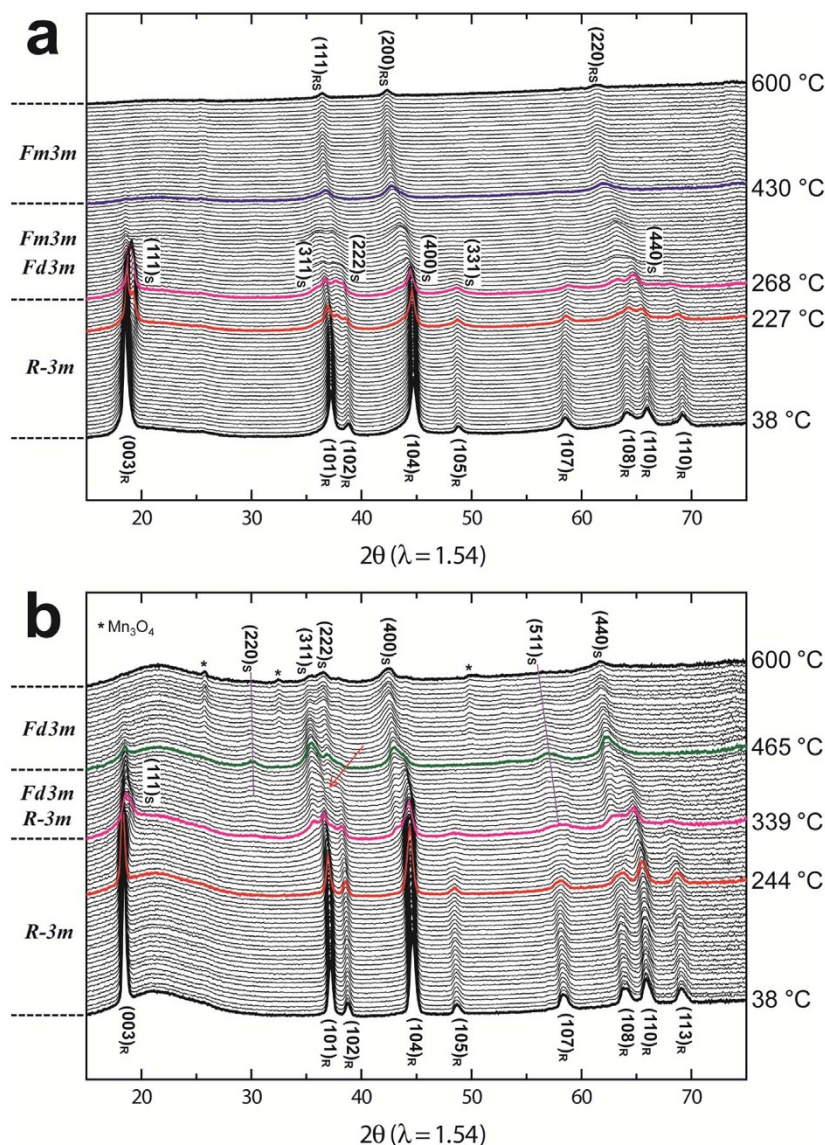 a
(111)RS
(200)RS
(220)RS
600 °C
Fm3m
430 °C
Fm3m
Fd3m
(111)S
(311)S
(222)S
(400)S
(331)S
(440)S
268 °C
227 °C
R-3m
38 °C
(003)R
(101)R
(102)R
(104)R
(185)R
(107)R
(108)R
(110)R
(110)R
20 30 40 50 60 70
2θ (λ = 1.54)
b
* Mn3O4
*
(220)S
*
(311)S
(222)S
(400)S
*
(511)S
(440)S
600 °C
Fd3m
465 °C
Fd3m
R-3m
(111)S
339 °C
244 °C
R-3m
38 °C
(003)R
(101)R
(102)R
(104)R
(105)R
(107)R
(108)R
(110)R
(113)R
20 30 40 50 60 70
2θ (λ = 1.54)